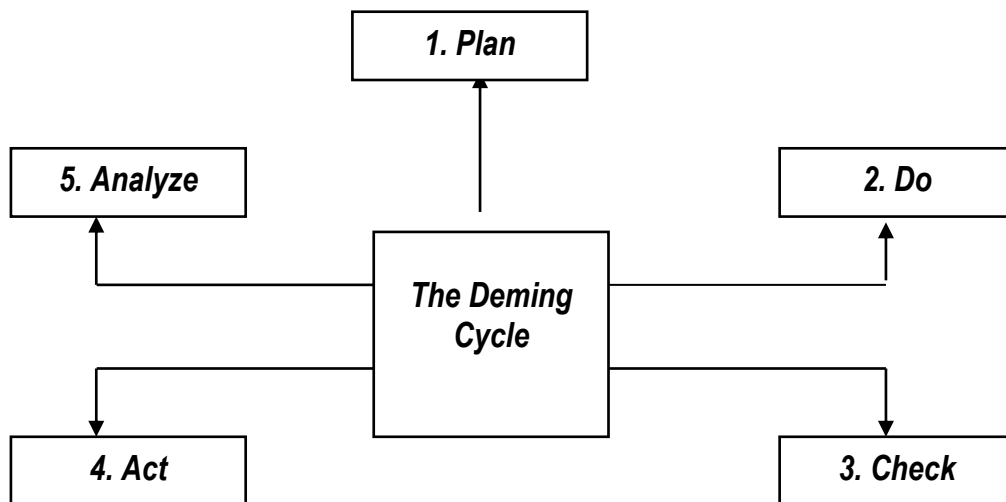 1. Plan
5. Analyze
2. Do
The Deming
Cycle
4. Act
3. Check